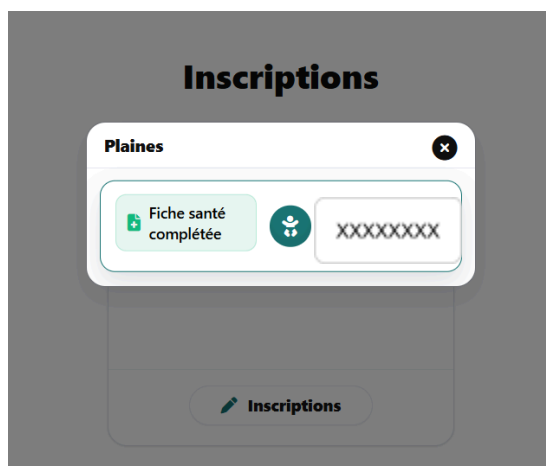 Inscriptions
Plaines
Fiche santé
complétée
XXXXXXXX
Inscriptions